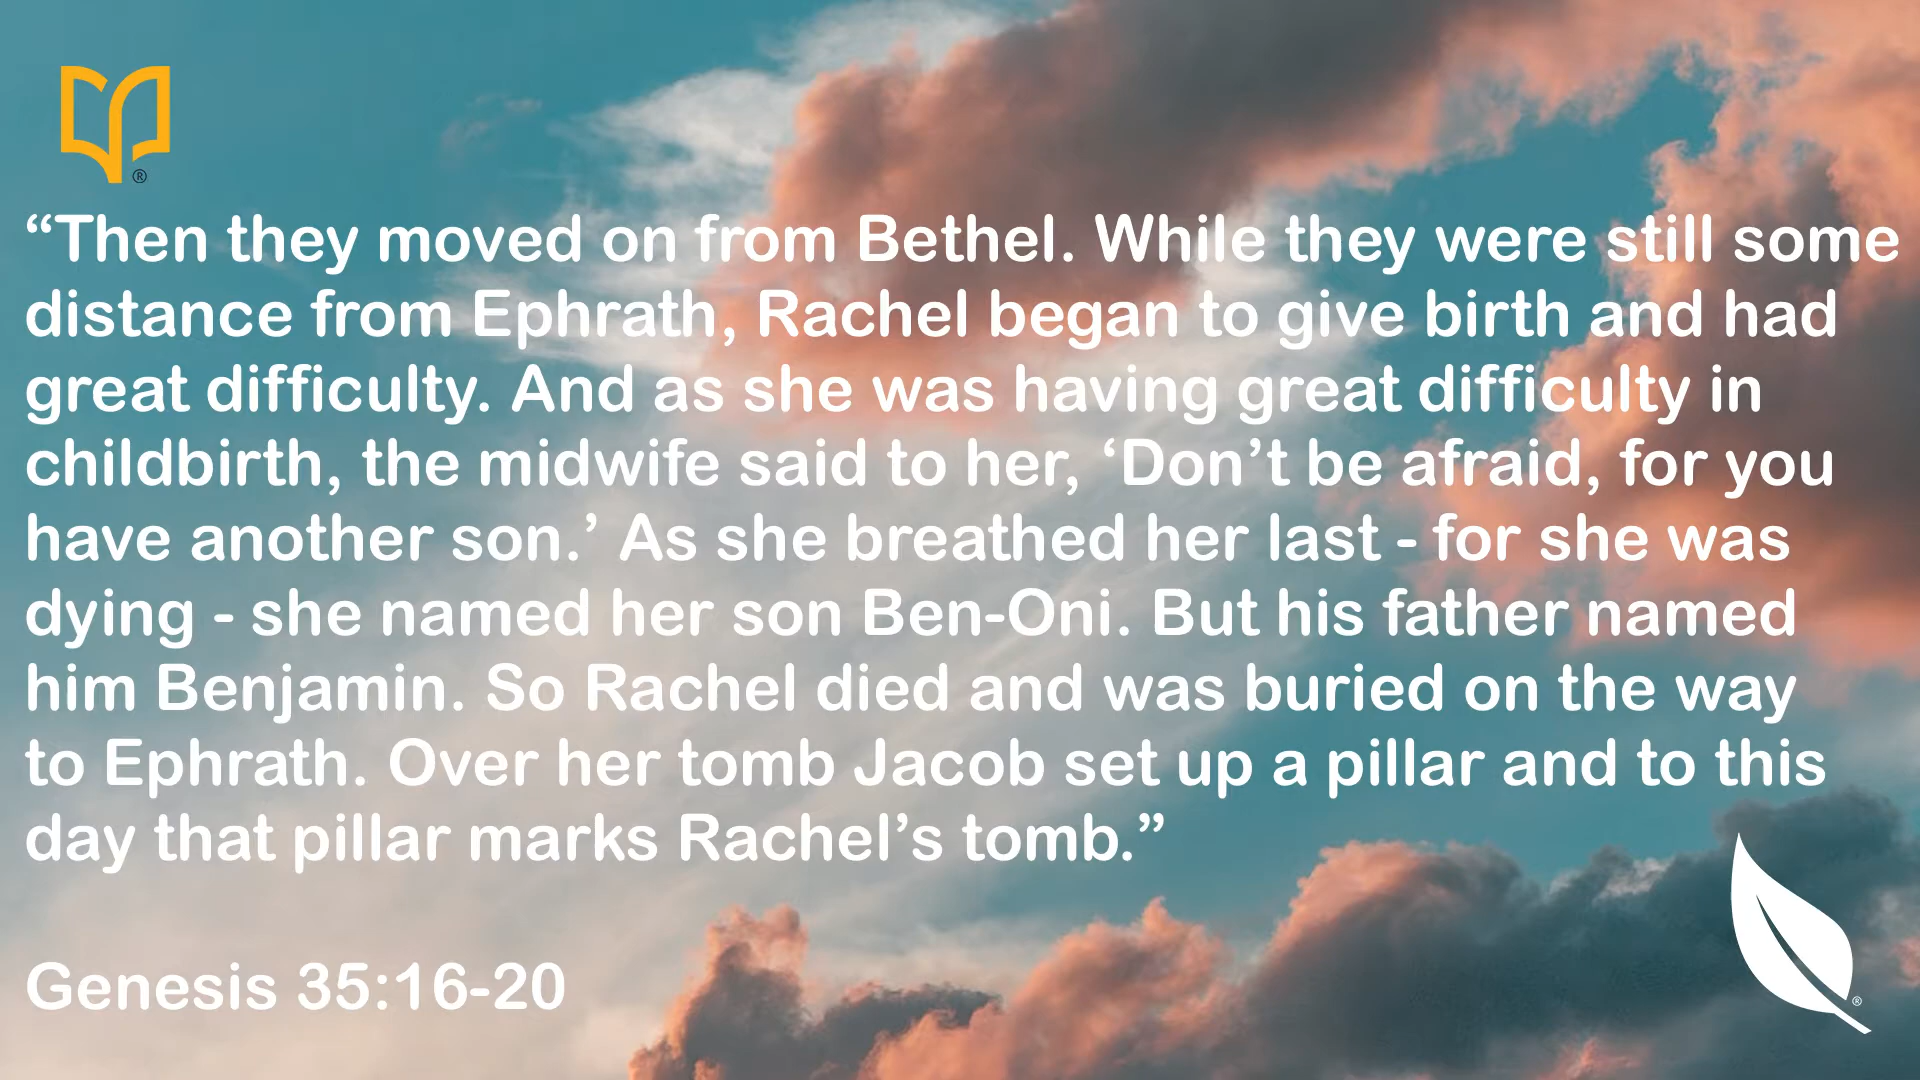 “Then they moved on from Bethel. While they were still some
distance from Ephrath, Rachel began to give birth and had
great difficulty. And as she was having great difficulty in
childbirth, the midwife said to her, ‘Don’t be afraid, for you
have another son.’ As she breathed her last - for she was
dying - she named her son Ben-Oni. But his father named
him Benjamin. So Rachel died and was buried on the way
to Ephrath. Over her tomb Jacob set up a pillar and to this
day that pillar marks Rachel’s tomb.”
Genesis 35:16-20